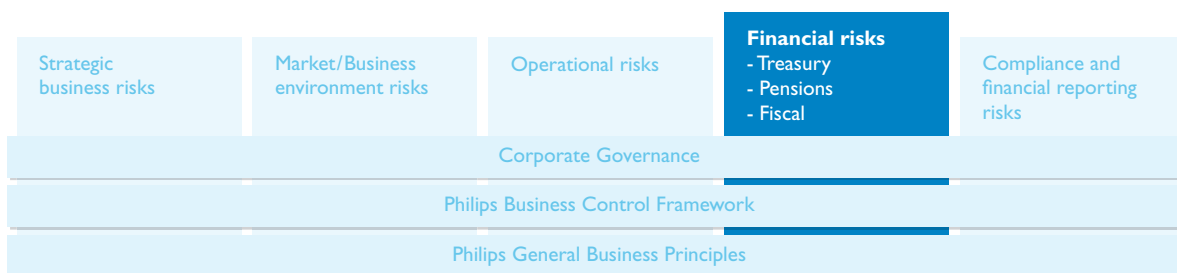 Strategic
business risks
Market/Business
environment risks
Operational risks
Financial risks
- Treasury
- Pensions
- Fiscal
Compliance and
financial reporting
risks
Corporate Governance
Philips Business Control Framework
Philips General Business Principles